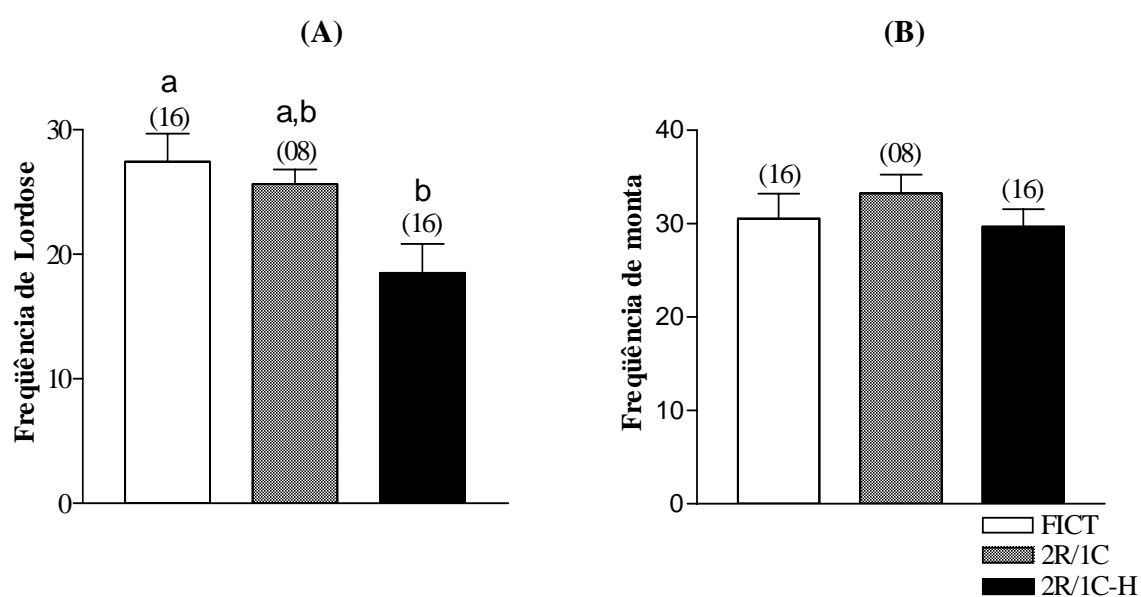 (A)
Freqüência de Lordose
30
20
10
0
a
(16)
a,b
(08)
b
(16)
(B)
Freqüência de monta
40
30
20
10
0
(16)
(08)
(16)
FICT
2R/1C
2R/1C-H